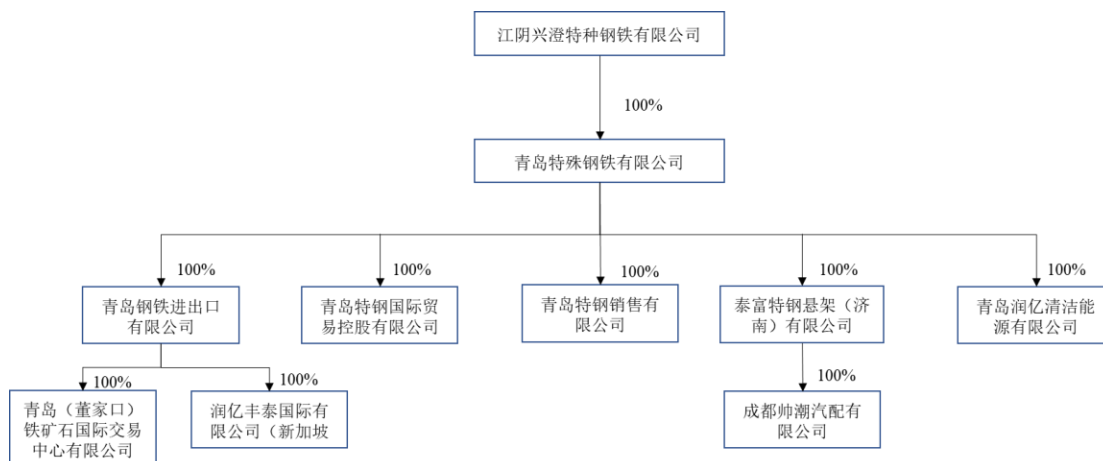 江阴兴澄特种钢铁有限公司
100%
青岛特殊钢铁有限公司
100%
100%
100%
100%
100%
青岛钢铁进出口
有限公司
青岛特钢国际贸
易控股有限公司
青岛特钢销售有
限公司
泰富特钢悬架（济
南）有限公司
青岛润亿清洁能
源有限公司
100%
100%
100%
青岛（董家口）
铁矿石国际交易
中心有限公司
润亿丰泰国际有
限公司（新加坡
成都帅潮汽配有
限公司